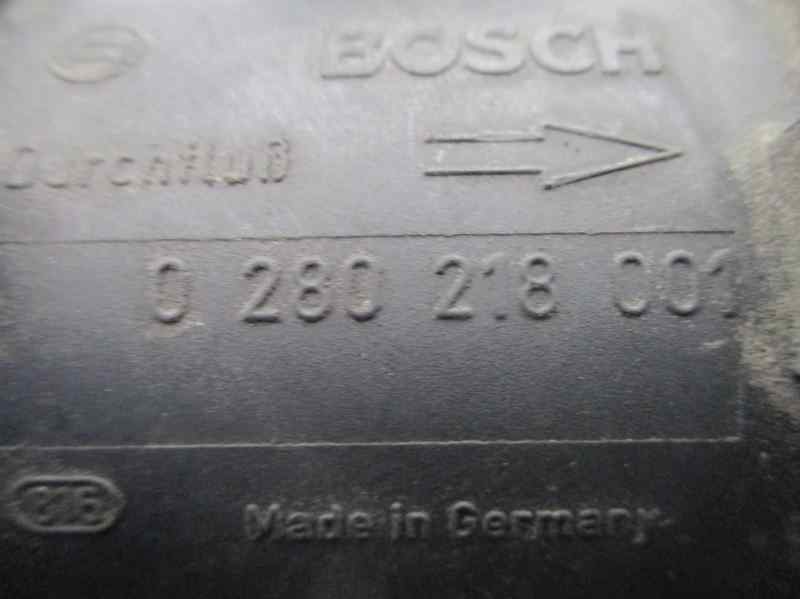 BOSCH
Durchfluß
0 280 218 001
Made in Germany